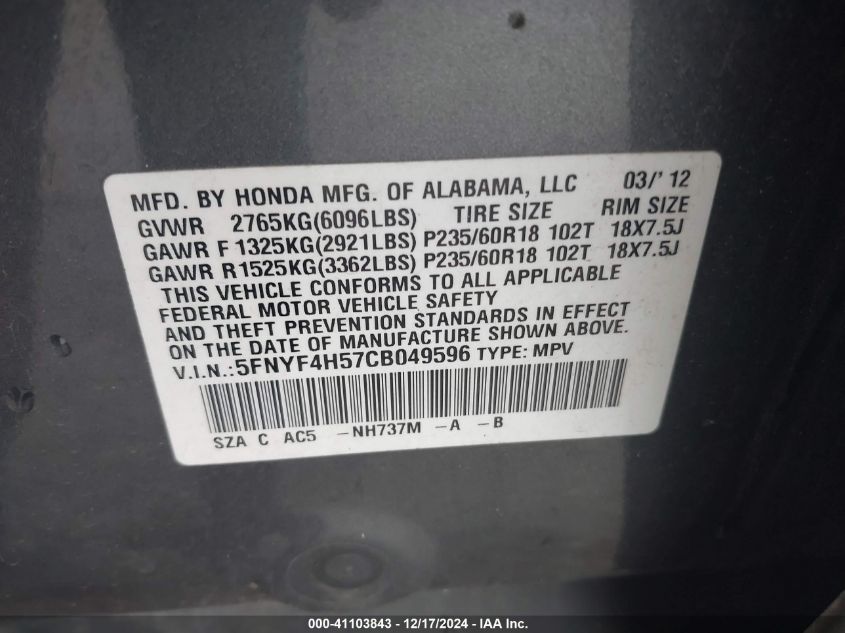 MFD. BY HONDA MFG. OF ALABAMA, LLC 03/'12
GVWR 2765KG(6096LBS) TIRE SIZE RIM SIZE
GAWR F 1325KG(2921LBS) P235/60R18 102T 18X7.5J
GAWR R 1525KG(3362LBS) P235/60R18 102T 18X7.5J
THIS VEHICLE CONFORMS TO ALL APPLICABLE
FEDERAL MOTOR VEHICLE SAFETY
AND THEFT PREVENTION STANDARDS IN EFFECT
ON THE DATE OF MANUFACTURE SHOWN ABOVE.
V.I.N.:5FNYF4H57CB049596 TYPE: MPV
SZA C AC5 -NH737M -A -B
000-41103843 - 12/17/2024 - IAA Inc.